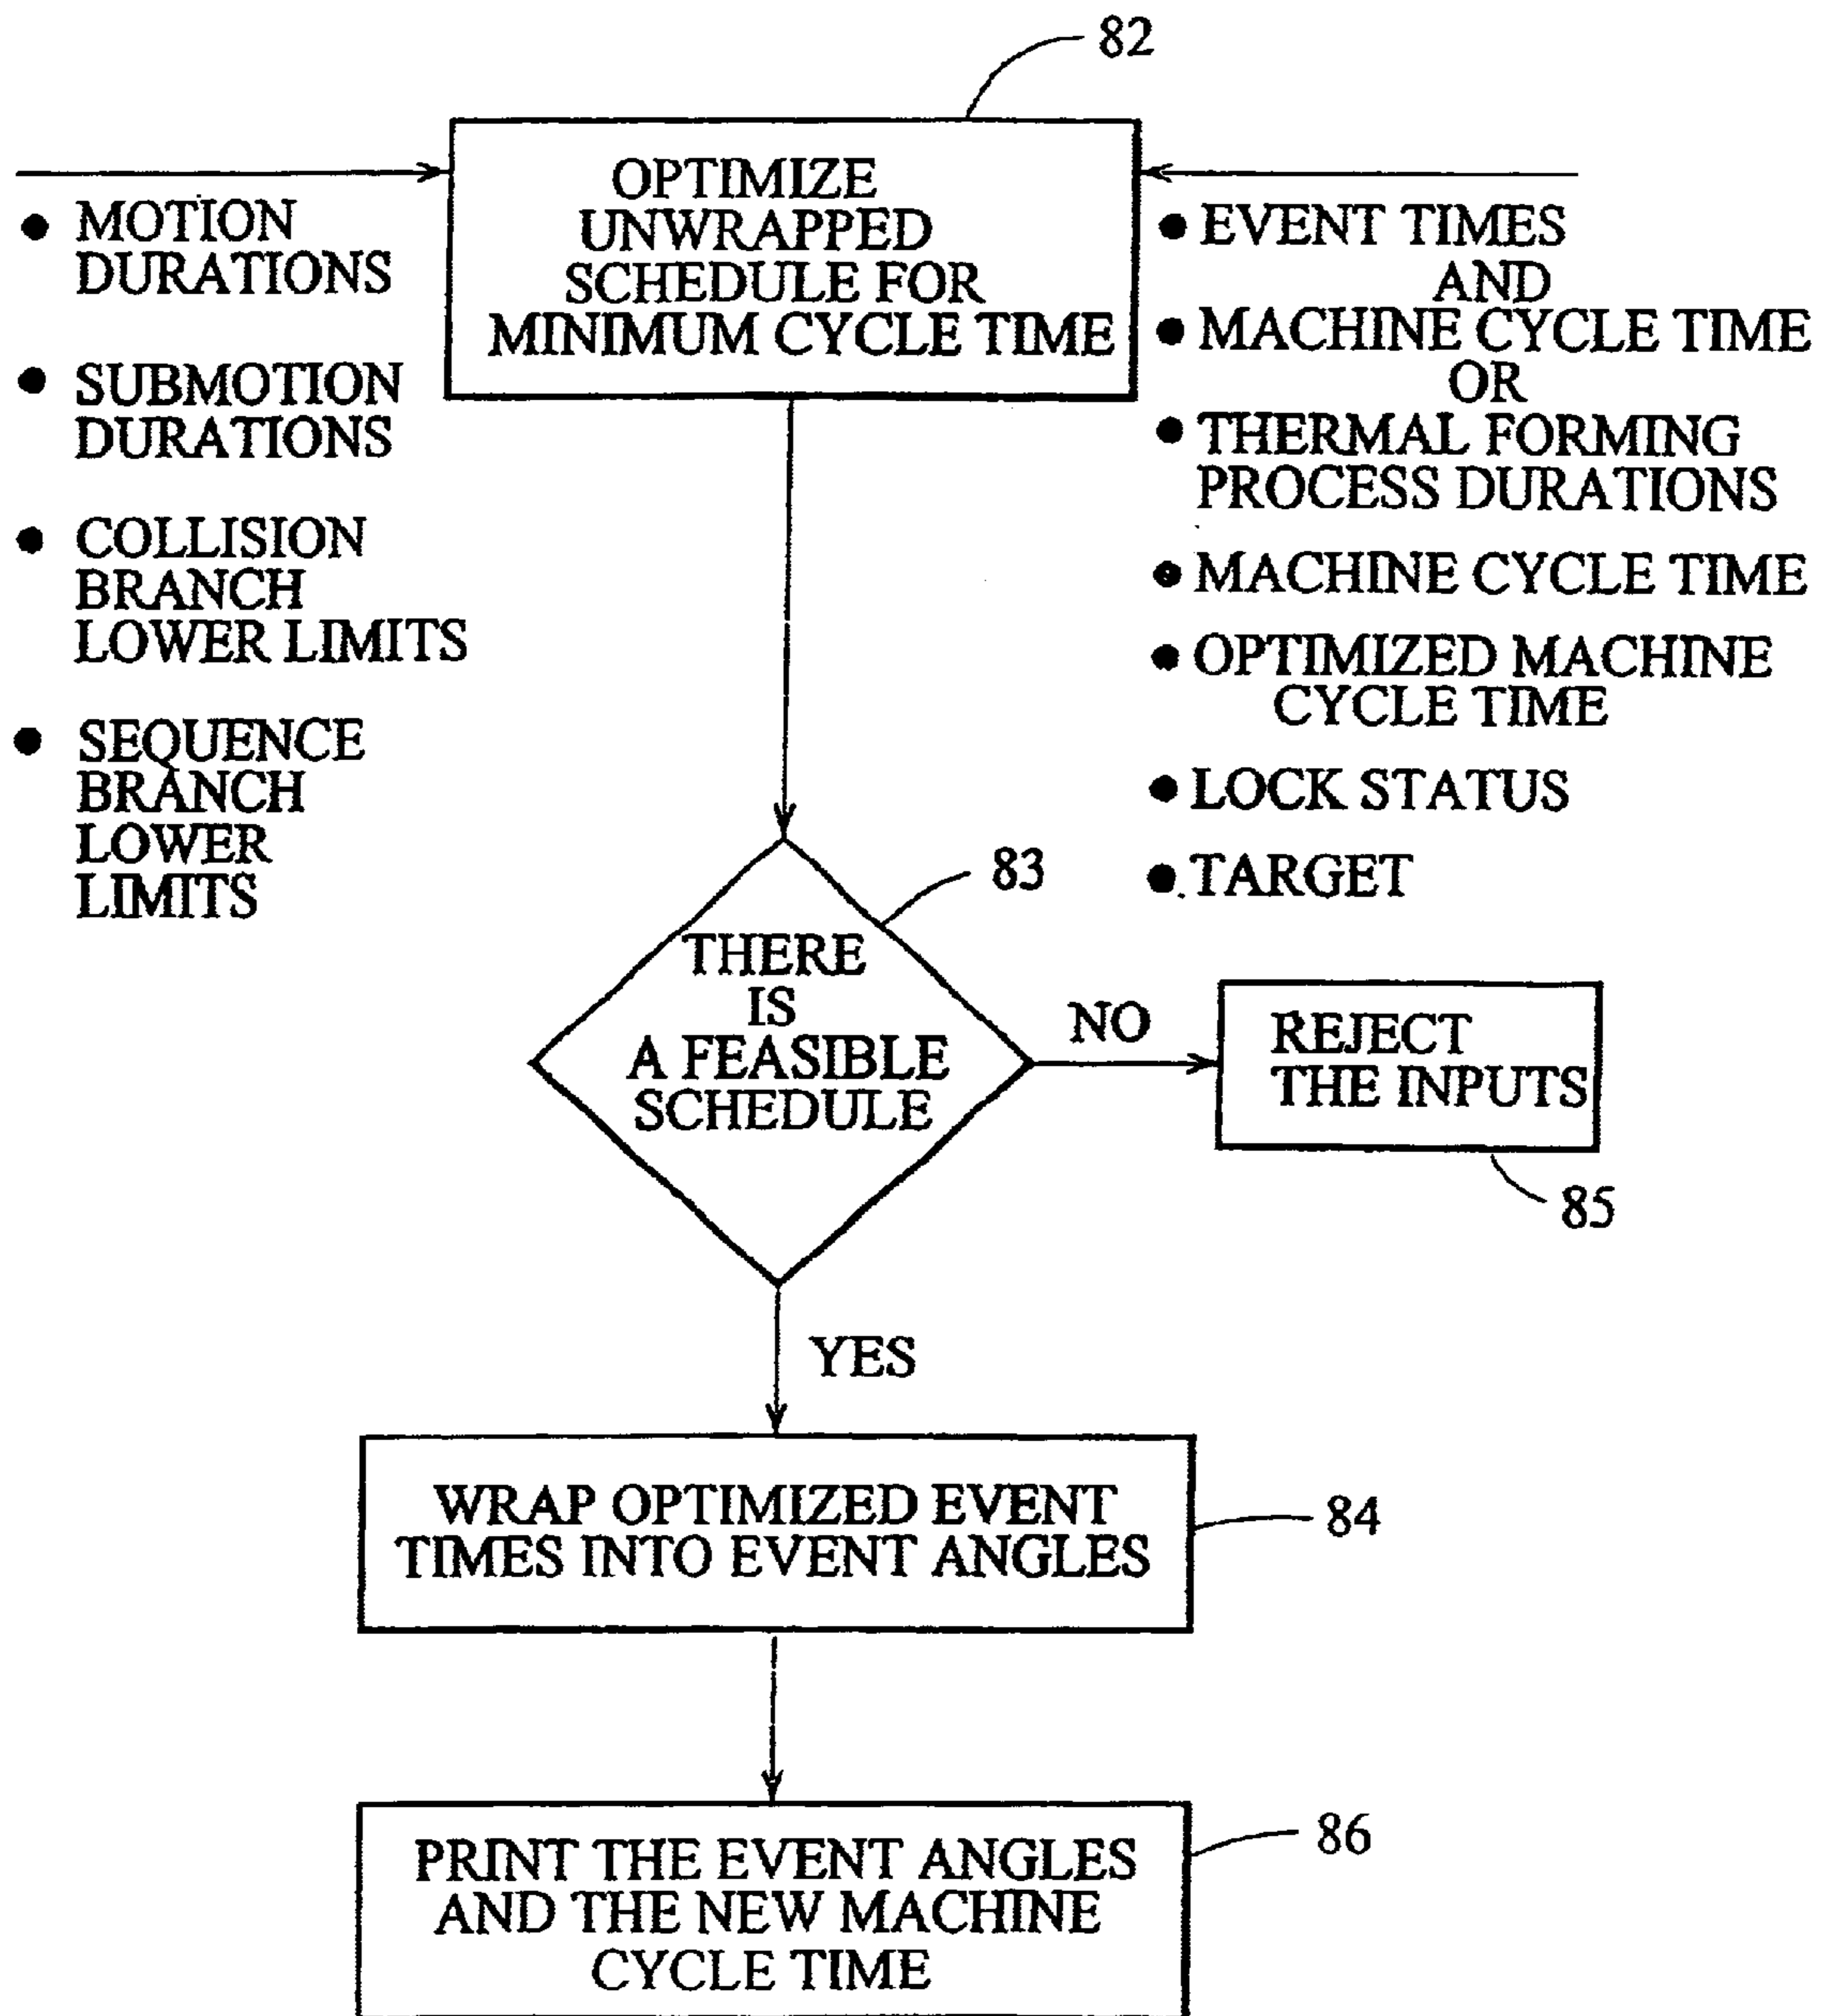 82
OPTIMIZE
UNWRAPPED
SCHEDULE FOR
MINIMUM CYCLE TIME
● MOTION
DURATIONS
● SUBMOTION
DURATIONS
● COLLISION
BRANCH
LOWER LIMITS
● SEQUENCE
BRANCH
LOWER
LIMITS
● EVENT TIMES
AND
● MACHINE CYCLE TIME
OR
● THERMAL FORMING
PROCESS DURATIONS
● MACHINE CYCLE TIME
● OPTIMIZED MACHINE
CYCLE TIME
● LOCK STATUS
● TARGET
83
THERE
IS
A FEASIBLE
SCHEDULE
NO
REJECT
THE INPUTS
85
YES
WRAP OPTIMIZED EVENT
TIMES INTO EVENT ANGLES
84
PRINT THE EVENT ANGLES
AND THE NEW MACHINE
CYCLE TIME
86